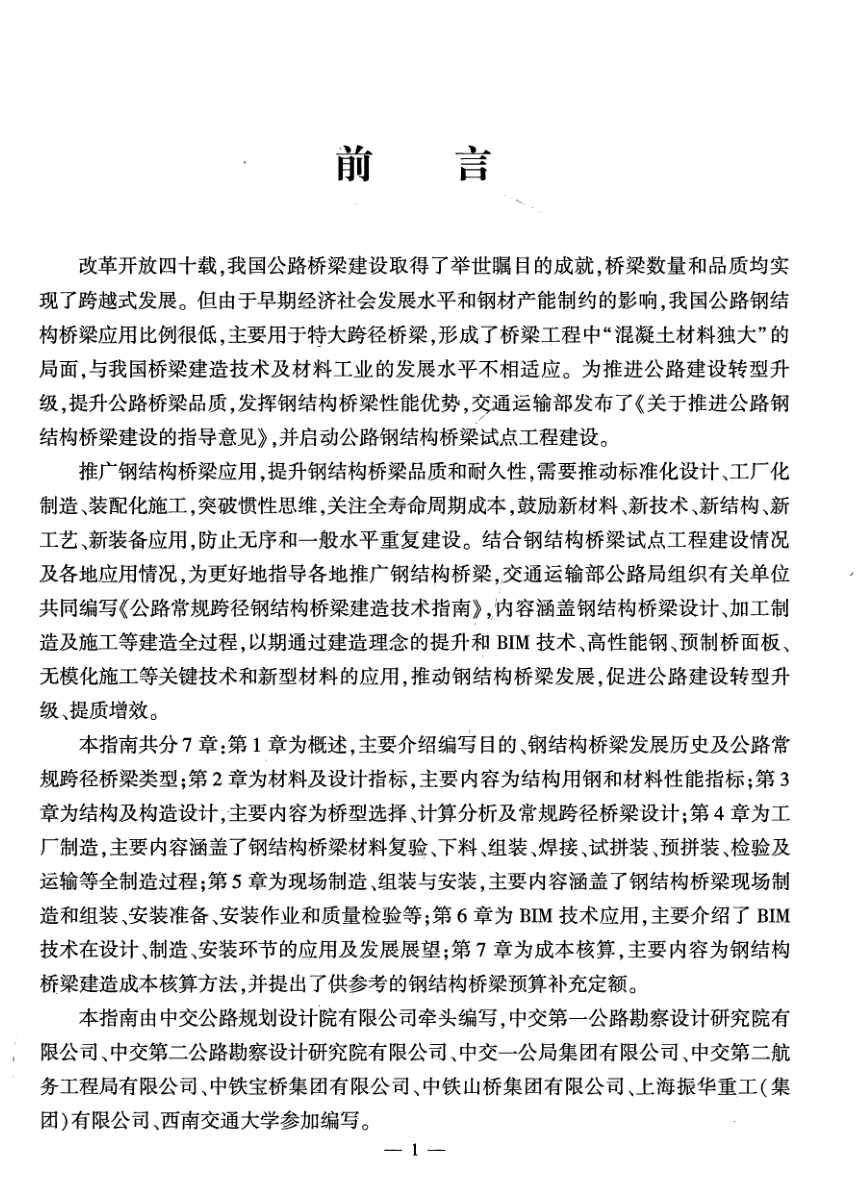 前 言
改革开放四十载,我国公路桥梁建设取得了举世瞩目的成就,桥梁数量和品质均实
现了跨越式发展。但由于早期经济社会发展水平和钢材产能制约的影响,我国公路钢结
构桥梁应用比例很低,主要用于特大跨径桥梁,形成了桥梁工程中“混凝土材料独大”的
局面,与我国桥梁建造技术及材料工业的发展水平不相适应。为推进公路建设转型升
级,提升公路桥梁品质,发挥钢结构桥梁性能优势,交通运输部发布了《关于推进公路钢
结构桥梁建设的指导意见》,并启动公路钢结构桥梁试点工程建设。
推广钢结构桥梁应用,提升钢结构桥梁品质和耐久性,需要推动标准化设计、工厂化
制造、装配化施工,突破惯性思维,关注全寿命周期成本,鼓励新材料、新技术、新结构、新
工艺、新装备应用,防止无序和一般水平重复建设。结合钢结构桥梁试点工程建设情况
及各地应用情况,为更好地指导各地推广钢结构桥梁,交通运输部公路局组织有关单位
共同编写《公路常规跨径钢结构桥梁建造技术指南》,内容涵盖钢结构桥梁设计、加工制
造及施工等建造全过程,以期通过建造理念的提升和 BIM 技术、高性能钢、预制桥面板、
无模化施工等关键技术和新型材料的应用,推动钢结构桥梁发展,促进公路建设转型升
级、提质增效。
本指南共分 7 章:第 1 章为概述,主要介绍编写目的、钢结构桥梁发展历史及公路常
规跨径桥梁类型;第 2 章为材料及设计指标,主要内容为结构用钢和材料性能指标;第 3
章为结构及构造设计,主要内容为桥型选择、计算分析及常规跨径桥梁设计;第 4 章为工
厂制造,主要内容涵盖了钢结构桥梁材料复验、下料、组装、焊接、试拼装、预拼装、检验及
运输等全制造过程;第 5 章为现场制造、组装与安装,主要内容涵盖了钢结构桥梁现场制
造和组装、安装准备、安装作业和质量检验等;第 6 章为 BIM 技术应用,主要介绍了 BIM
技术在设计、制造、安装环节的应用及发展展望;第 7 章为成本核算,主要内容为钢结构
桥梁建造成本核算方法,并提出了供参考的钢结构桥梁预算补充定额。
本指南由中交公路规划设计院有限公司牵头编写,中交第一公路勘察设计研究院有
限公司、中交第二公路勘察设计研究院有限公司、中交一公局集团有限公司、中交第二航
务工程局有限公司、中铁宝桥集团有限公司、中铁山桥集团有限公司、上海振华重工(集
团)有限公司、西南交通大学参加编写。
— 1 —